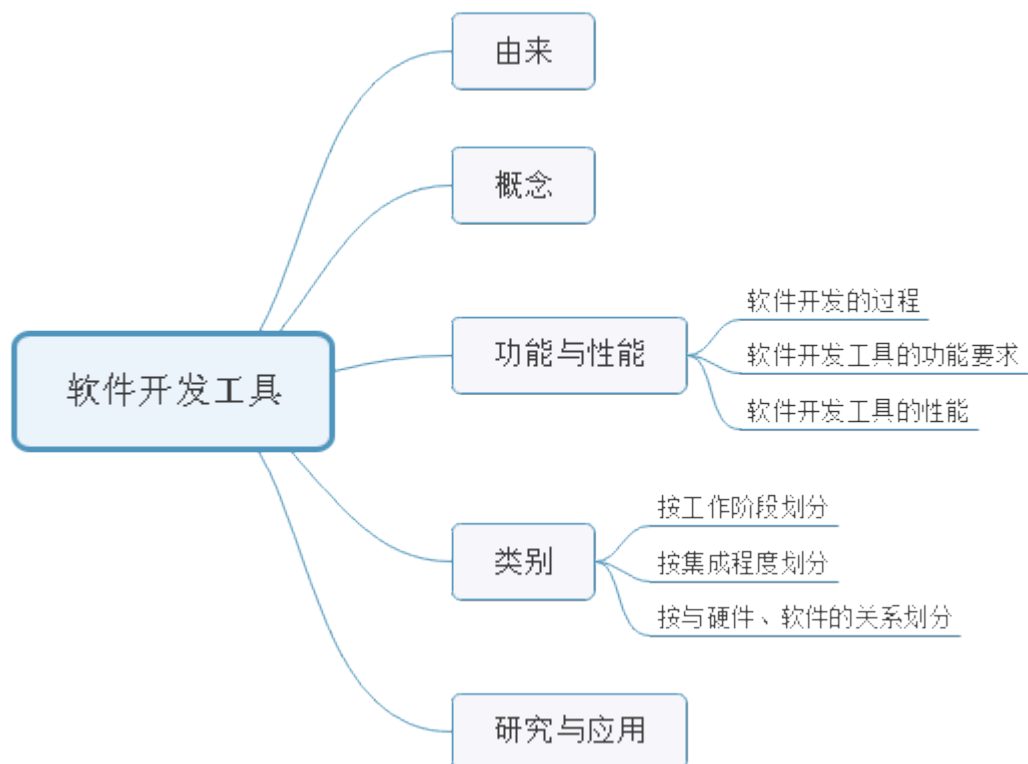 由来
概念
软件开发的过程
功能与性能
软件开发工具的功能要求
软件开发工具
软件开发工具的性能
按工作阶段划分
类别
按集成程度划分
按与硬件、软件的关系划分
研究与应用